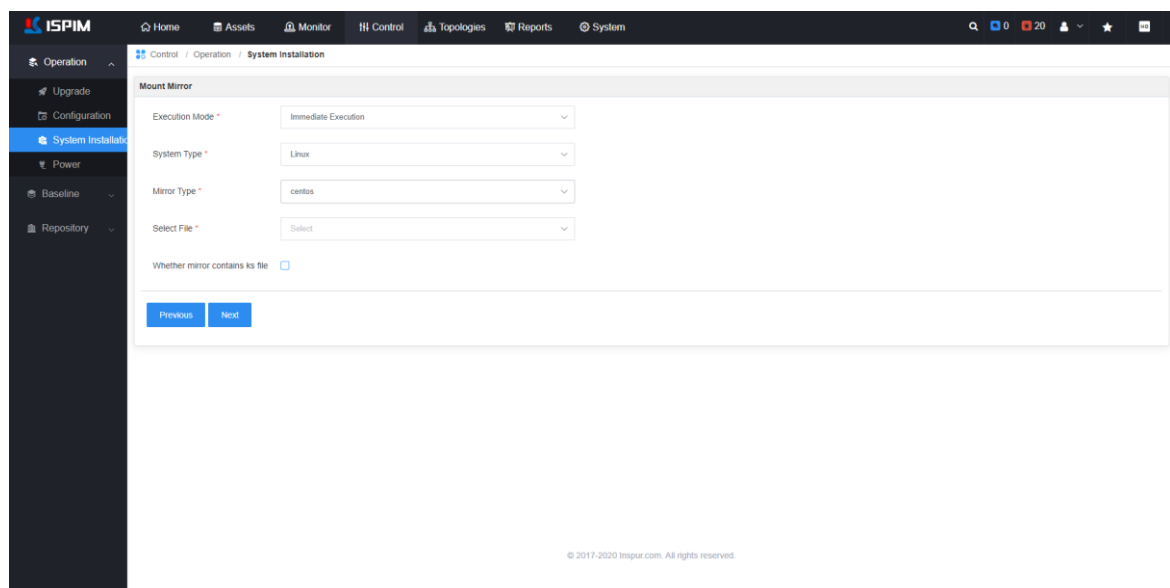 ISPIM Home Assets Monitor Control Topologies Reports System 0 20
Operation
Upgrade
Configuration
System Installatio
Power
Baseline
Repository
Control / Operation / System Installation
Mount Mirror
Execution Mode * Immediate Execution
System Type * Linux
Mirror Type * centos
Select File * Select
Whether mirror contains ks file
Previous Next
© 2017-2020 Inspur.com. All rights reserved.